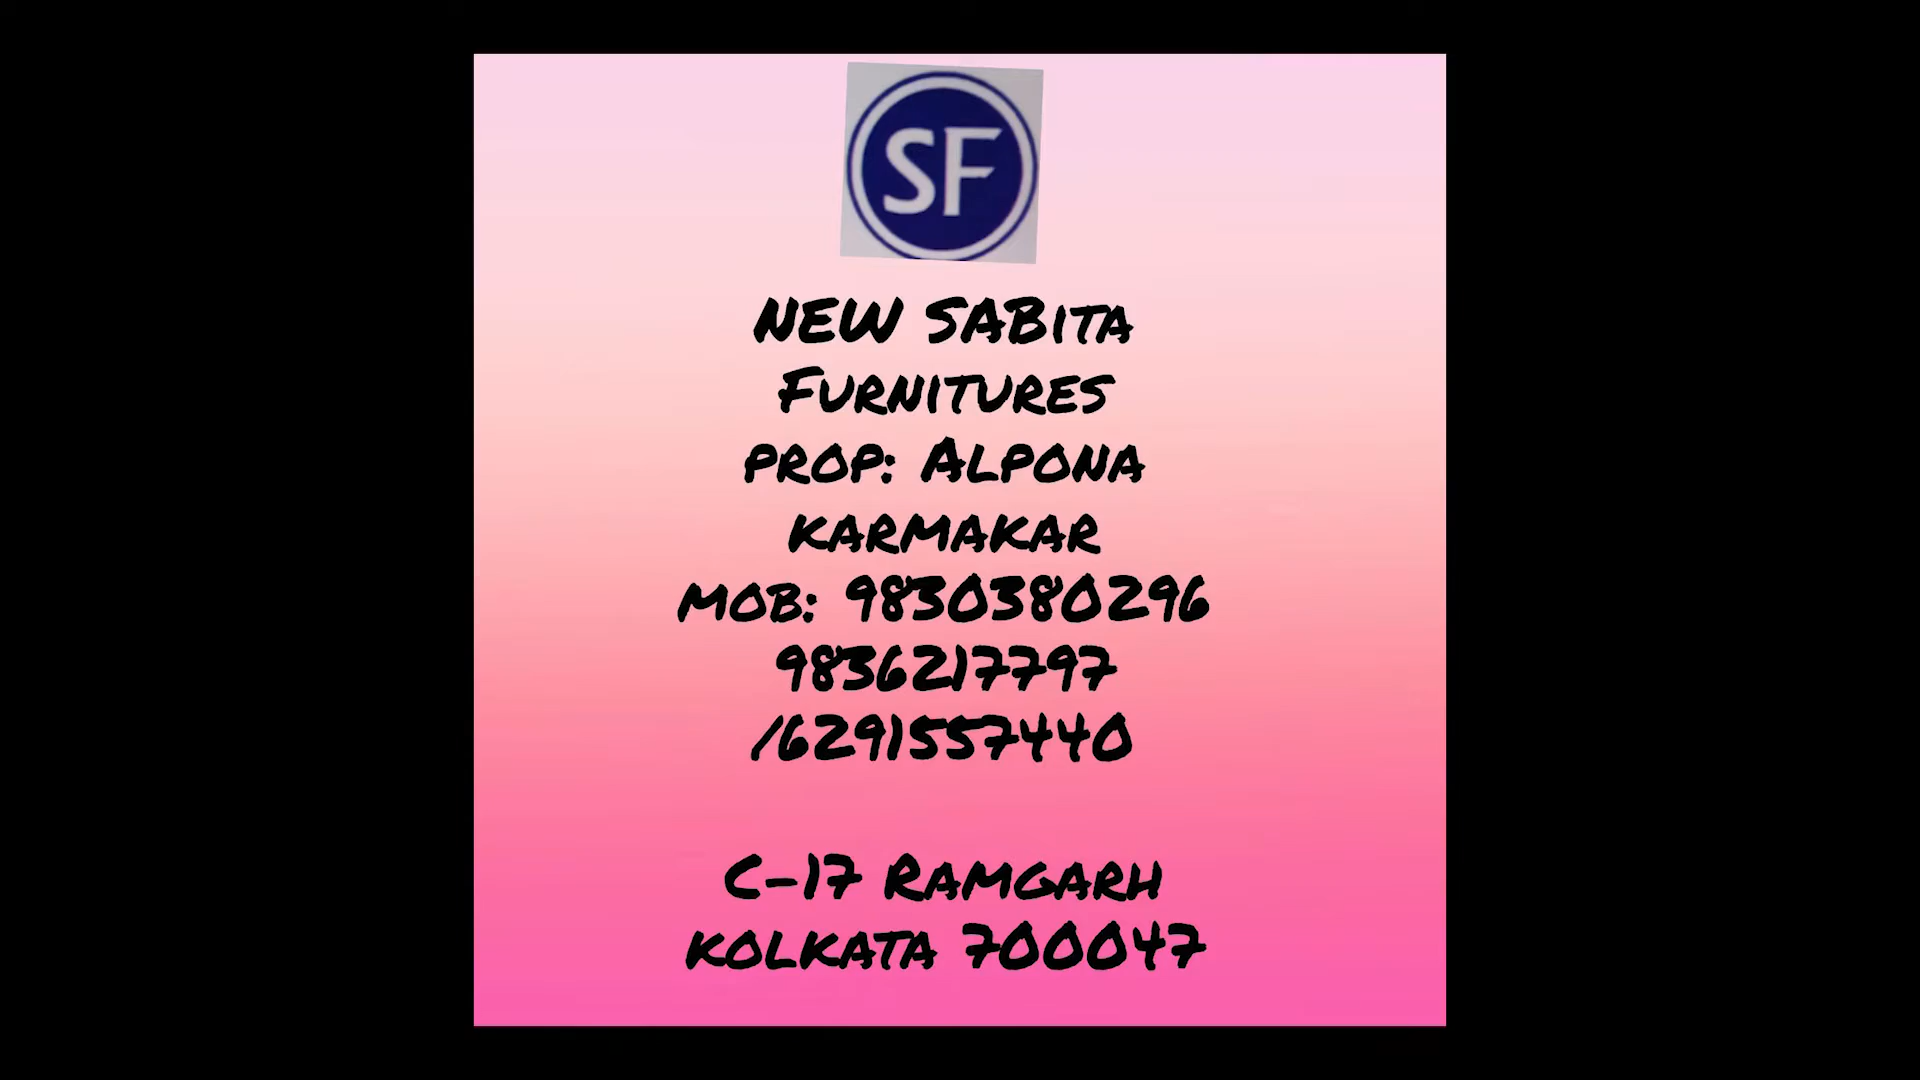 SF
NEW SABita
Furnitures
prop: Alpona
karmakar
mob: 9830380296
9836217797
/6291557440
C-17 Ramgarh
kolkata 700047